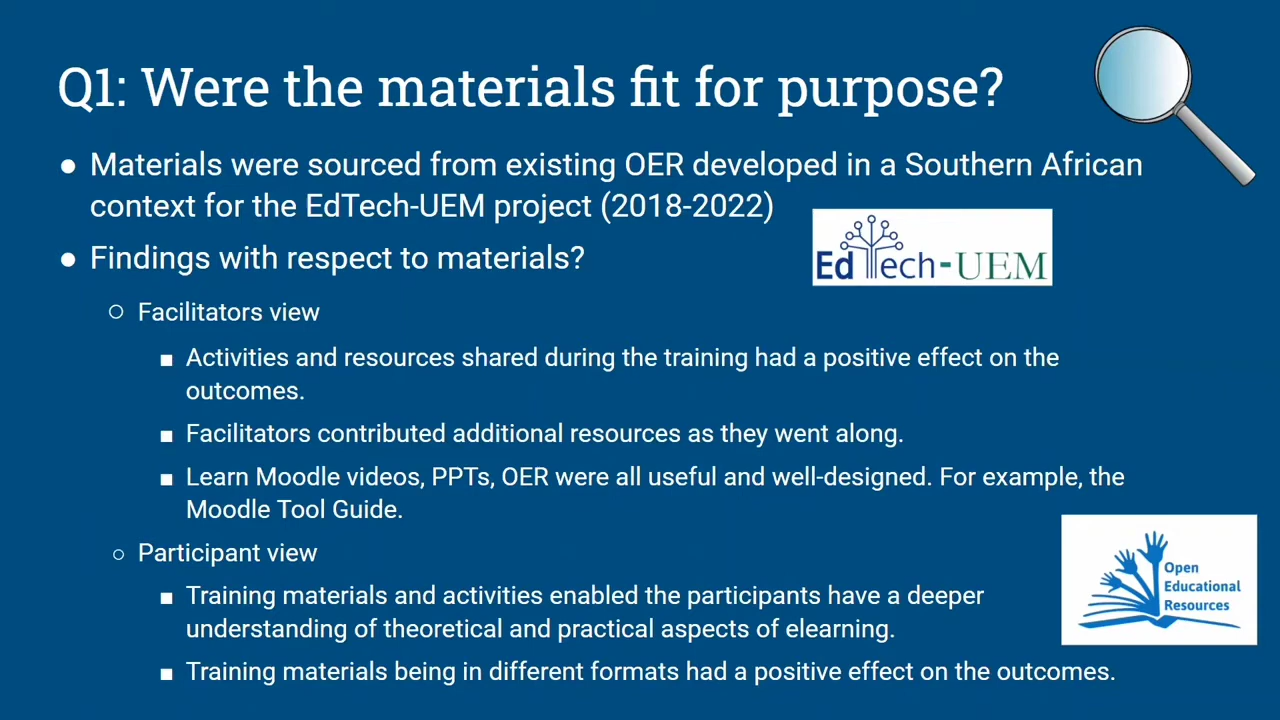 Q1: Were the materials fit for purpose?
● Materials were sourced from existing OER developed in a Southern African
context for the EdTech-UEM project (2018-2022)
EdTech-UEM
● Findings with respect to materials?
○ Facilitators view
■ Activities and resources shared during the training had a positive effect on the
outcomes.
■ Facilitators contributed additional resources as they went along.
■ Learn Moodle videos, PPTs, OER were all useful and well-designed. For example, the
Moodle Tool Guide.
○ Participant view
■ Training materials and activities enabled the participants have a deeper
understanding of theoretical and practical aspects of elearning.
■ Training materials being in different formats had a positive effect on the outcomes.
Open
Educational
Resources